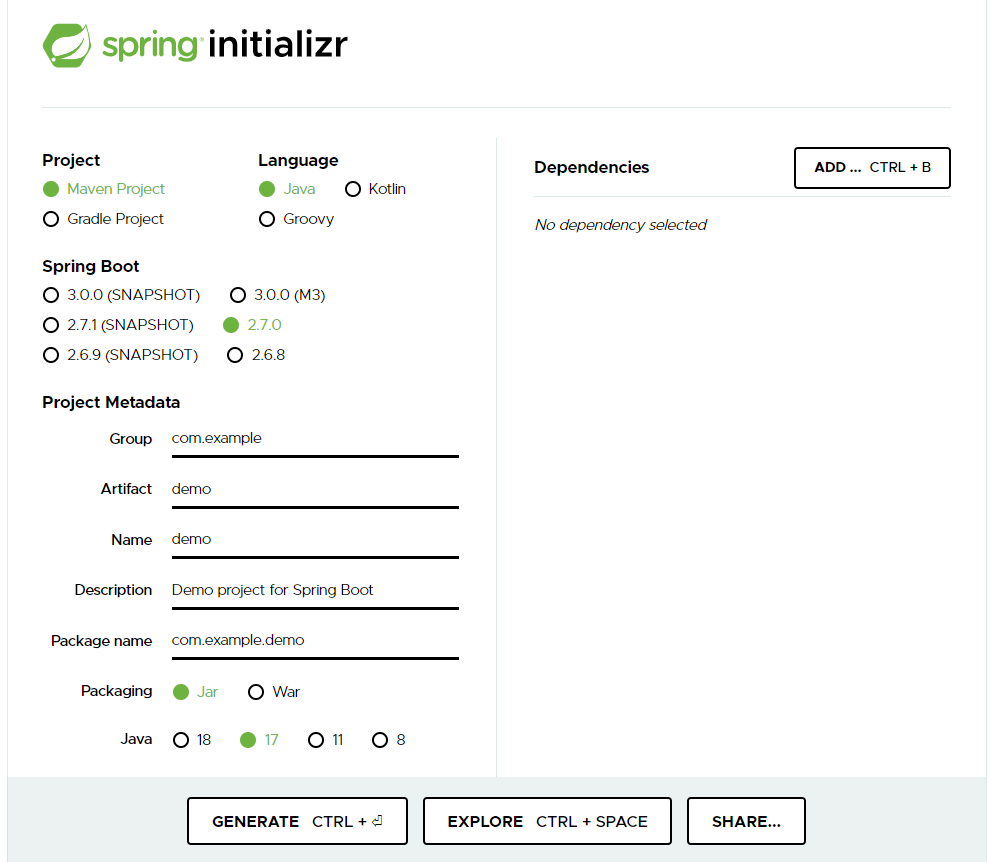 spring initializr
Project
Maven Project
Gradle Project
Language
Java Kotlin
Groovy
Spring Boot
3.0.0 (SNAPSHOT) 3.0.0 (M3)
2.7.1 (SNAPSHOT) 2.7.0
2.6.9 (SNAPSHOT) 2.6.8
Project Metadata
Group com.example
Artifact demo
Name demo
Description Demo project for Spring Boot
Package name com.example.demo
Packaging Jar War
Java 18 17 11 8
Dependencies ADD ... CTRL + B
No dependency selected
GENERATE CTRL + ⏎ EXPLORE CTRL + SPACE SHARE...